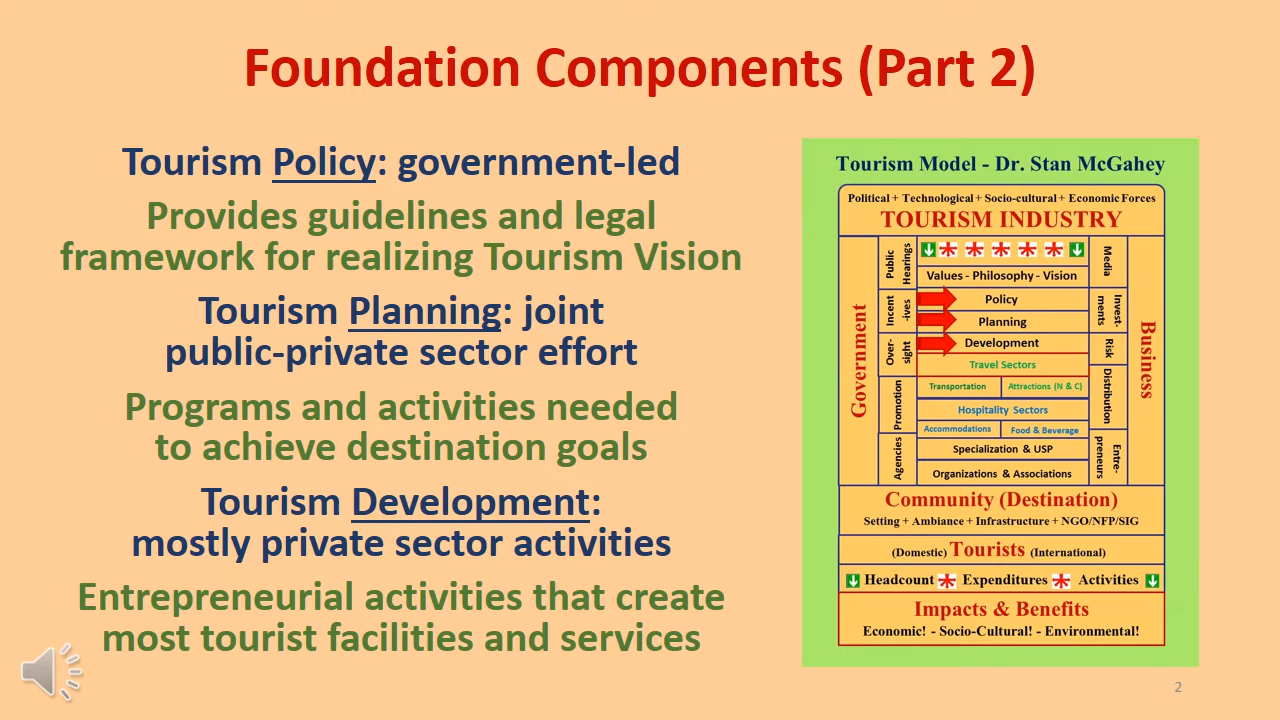 Foundation Components (Part 2)
Tourism Policy: government-led
Provides guidelines and legal
framework for realizing Tourism Vision
Tourism Planning: joint
public-private sector effort
Programs and activities needed
to achieve destination goals
Tourism Development:
mostly private sector activities
Entrepreneurial activities that create
most tourist facilities and services
Tourism Model - Dr. Stan McGahey
Political + Technological + Socio-cultural + Economic Forces
TOURISM INDUSTRY
Government
Public
Hearings
Incent
-ives
Over-
sight
Promotion
Agencies
Values - Philosophy - Vision
Policy
Planning
Development
Travel Sectors
Transportation
Attractions (N & C)
Hospitality Sectors
Accommodations
Food & Beverage
Specialization & USP
Organizations & Associations
Media
Invest-
ments
Risk
Distribution
Entre-
preneurs
Business
Community (Destination)
Setting + Ambiance + Infrastructure + NGO/NFP/SIG
(Domestic) Tourists (International)
Headcount Expenditures Activities
Impacts & Benefits
Economic! - Socio-Cultural! - Environmental!
2